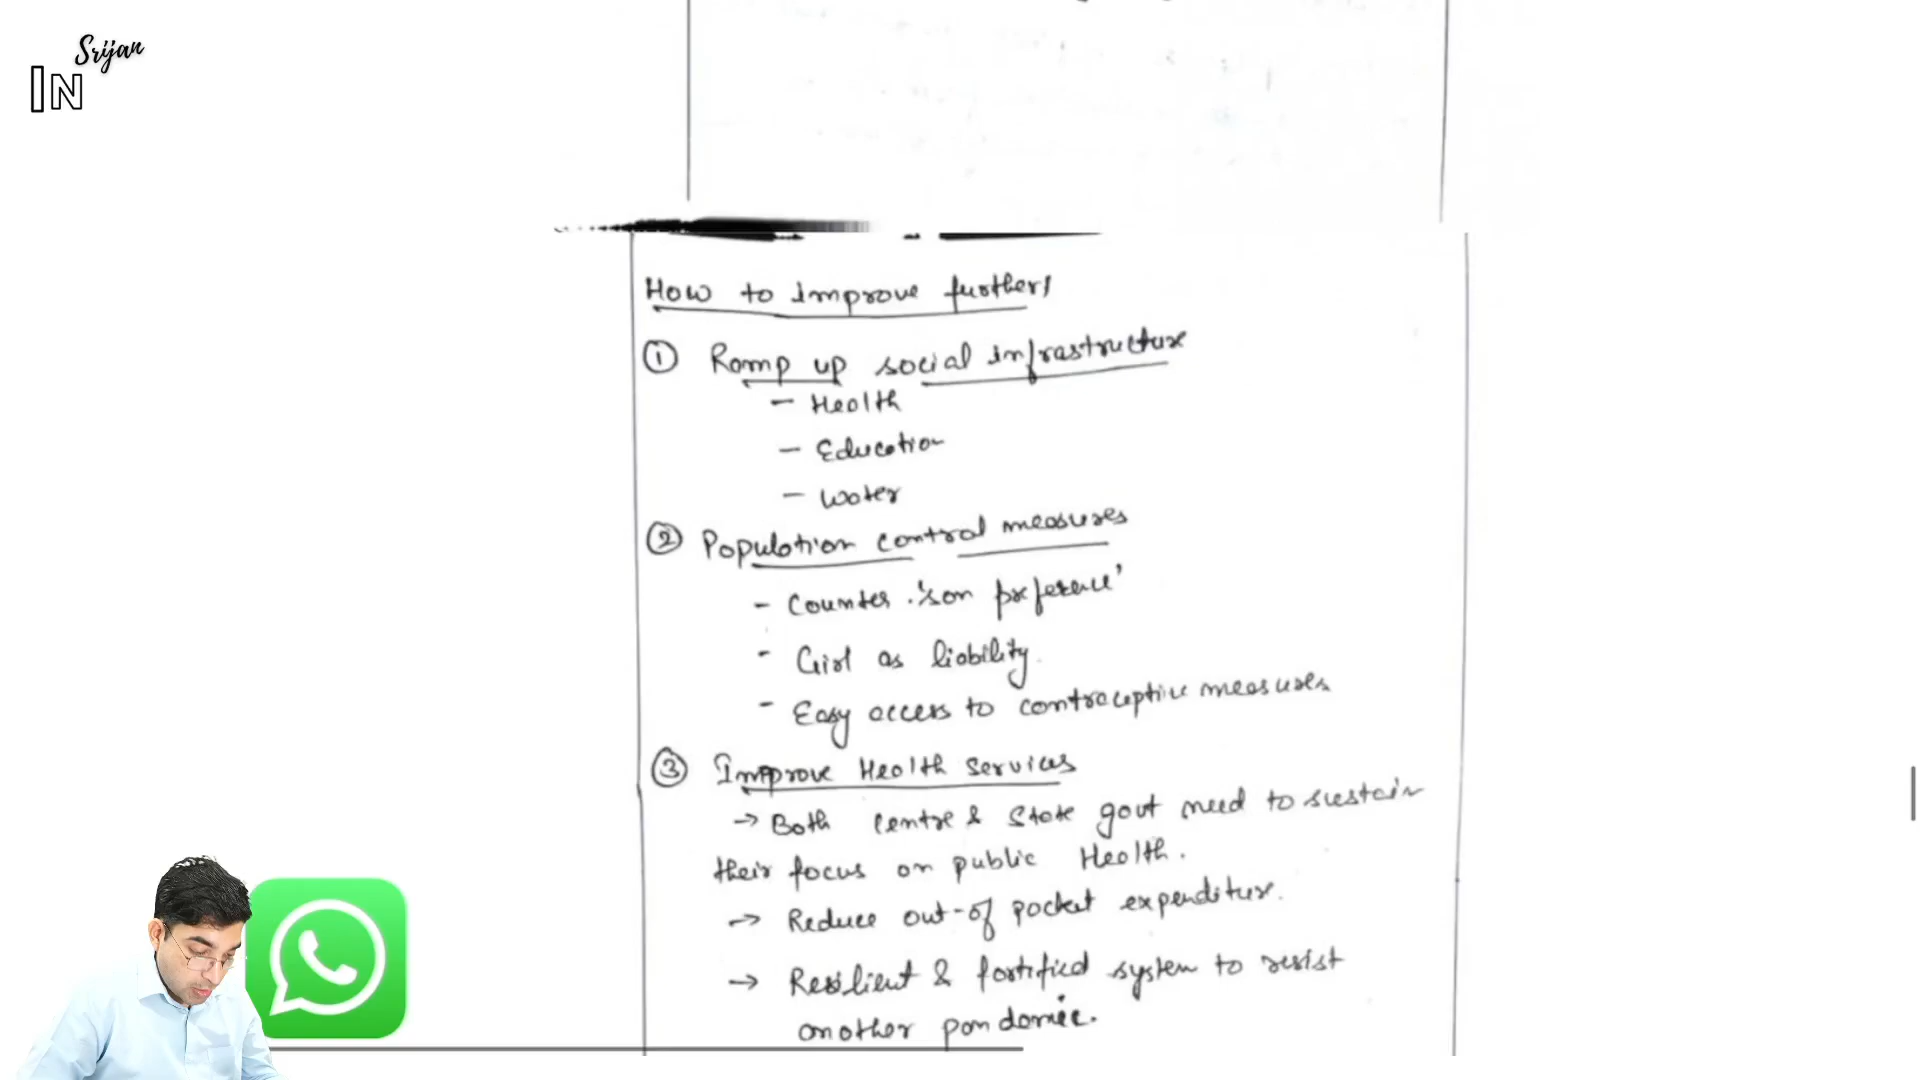 Srijan
IN
How to improve further/
① Ramp up social infrastructure
— Health
— Education
— Water
② Population control measures
- Counter 'son preference'
- Girl as liability.
- Easy access to contraceptive measures
③ Improve Health Services
→ Both Centre & State govt need to sustain
their focus on public Health.
→ Reduce out-of pocket expenditure.
→ Resilient & fortified system to resist
another pandemic.